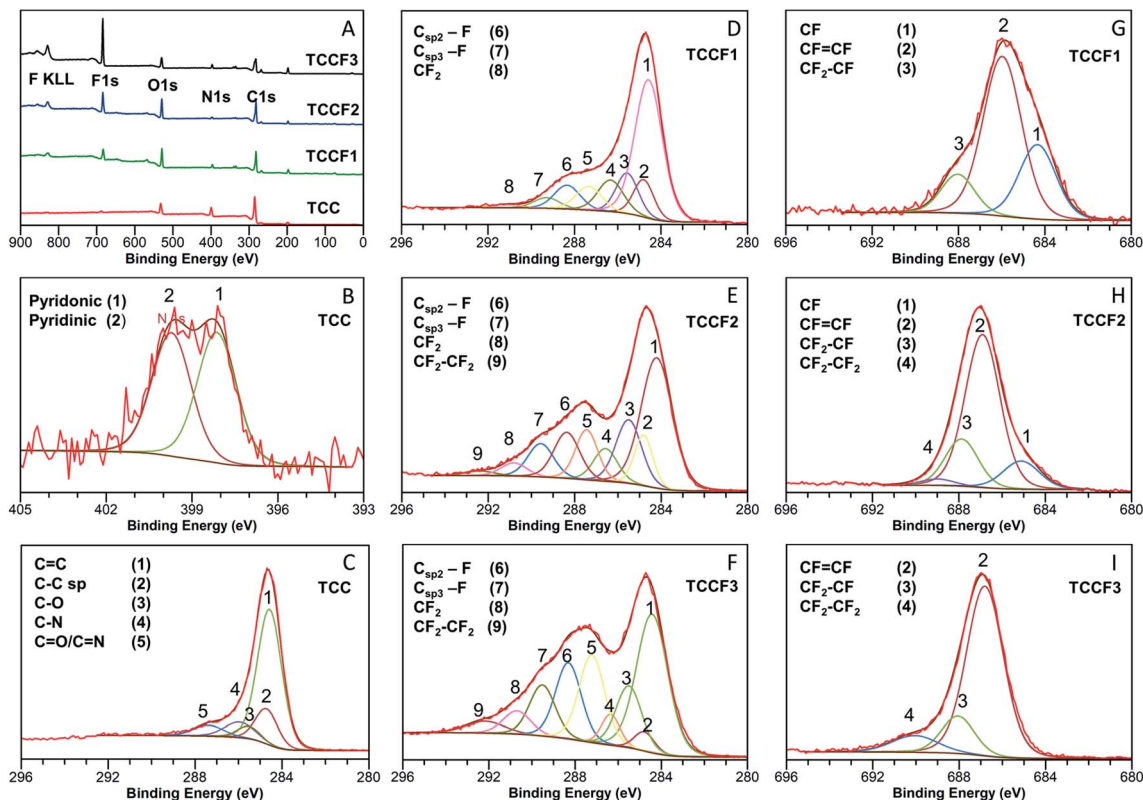 A
TCCF3
F KLL F1s O1s N1s C1s
TCCF2
TCCF1
TCC
900 800 700 600 500 400 300 200 100 0
Binding Energy (eV)
D
C_sp2 – F (6)
C_sp3 –F (7)
CF2 (8)
TCCF1
1
2
3
4
5
6
7
8
296 292 288 284 280
Binding Energy (eV)
G
CF (1)
CF=CF (2)
CF2-CF (3)
TCCF1
2
1
3
696 692 688 684 680
Binding Energy (eV)
B
Pyridonic (1)
Pyridinic (2)
TCC
2 1
N s
405 402 399 396 393
Binding Energy (eV)
E
C_sp2 – F (6)
C_sp3 –F (7)
CF2 (8)
CF2-CF2 (9)
TCCF2
1
2
3
4
5
6
7
8
9
296 292 288 284 280
Binding Energy (eV)
H
CF (1)
CF=CF (2)
CF2-CF (3)
CF2-CF2 (4)
TCCF2
2
3
4
1
696 692 688 684 680
Binding Energy (eV)
C
C=C (1)
C-C sp (2)
C-O (3)
C-N (4)
C=O/C=N (5)
TCC
1
2
3
4
5
296 292 288 284 280
Binding Energy (eV)
F
C_sp2 –F (6)
C_sp3 –F (7)
CF2 (8)
CF2-CF2 (9)
TCCF3
1
2
3
4
5
6
7
8
9
296 292 288 284 280
Binding Energy (eV)
I
CF=CF (2)
CF2-CF (3)
CF2-CF2 (4)
TCCF3
2
3
4
696 692 688 684 680
Binding Energy (eV)